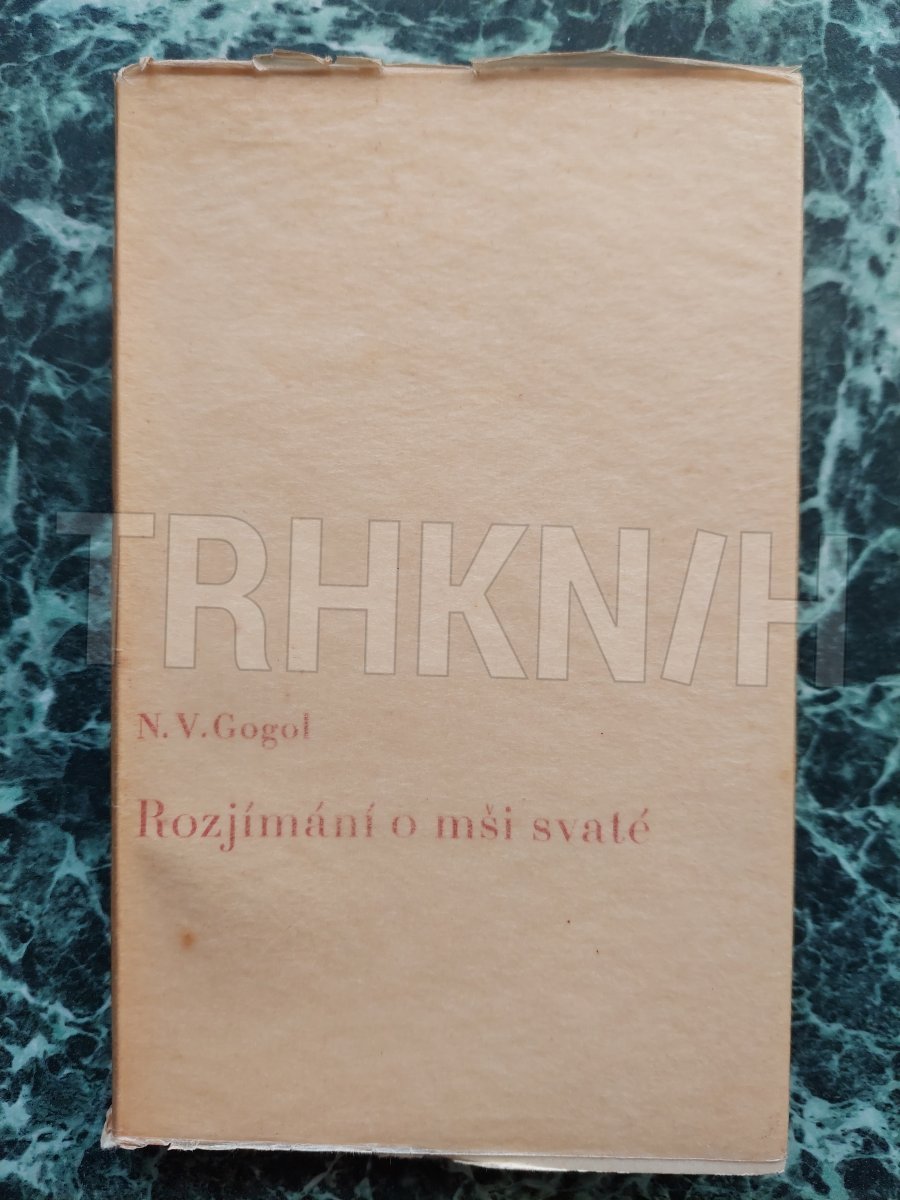 TRHKNIH
N. V. Gogol
Rozjímání o mši svaté